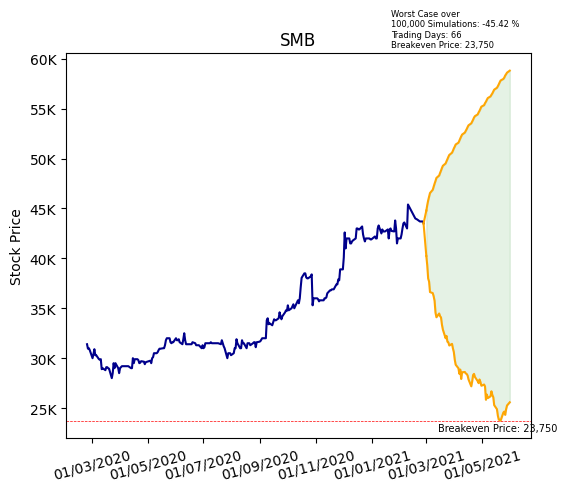 Worst Case over
100,000 Simulations: -45.42 %
Trading Days: 66
Breakeven Price: 23,750
SMB
60K
55K
50K
45K
40K
35K
30K
25K
Stock Price
Breakeven Price: 23,750
01/03/2020
01/05/2020
01/07/2020
01/09/2020
01/11/2020
01/01/2021
01/03/2021
01/05/2021